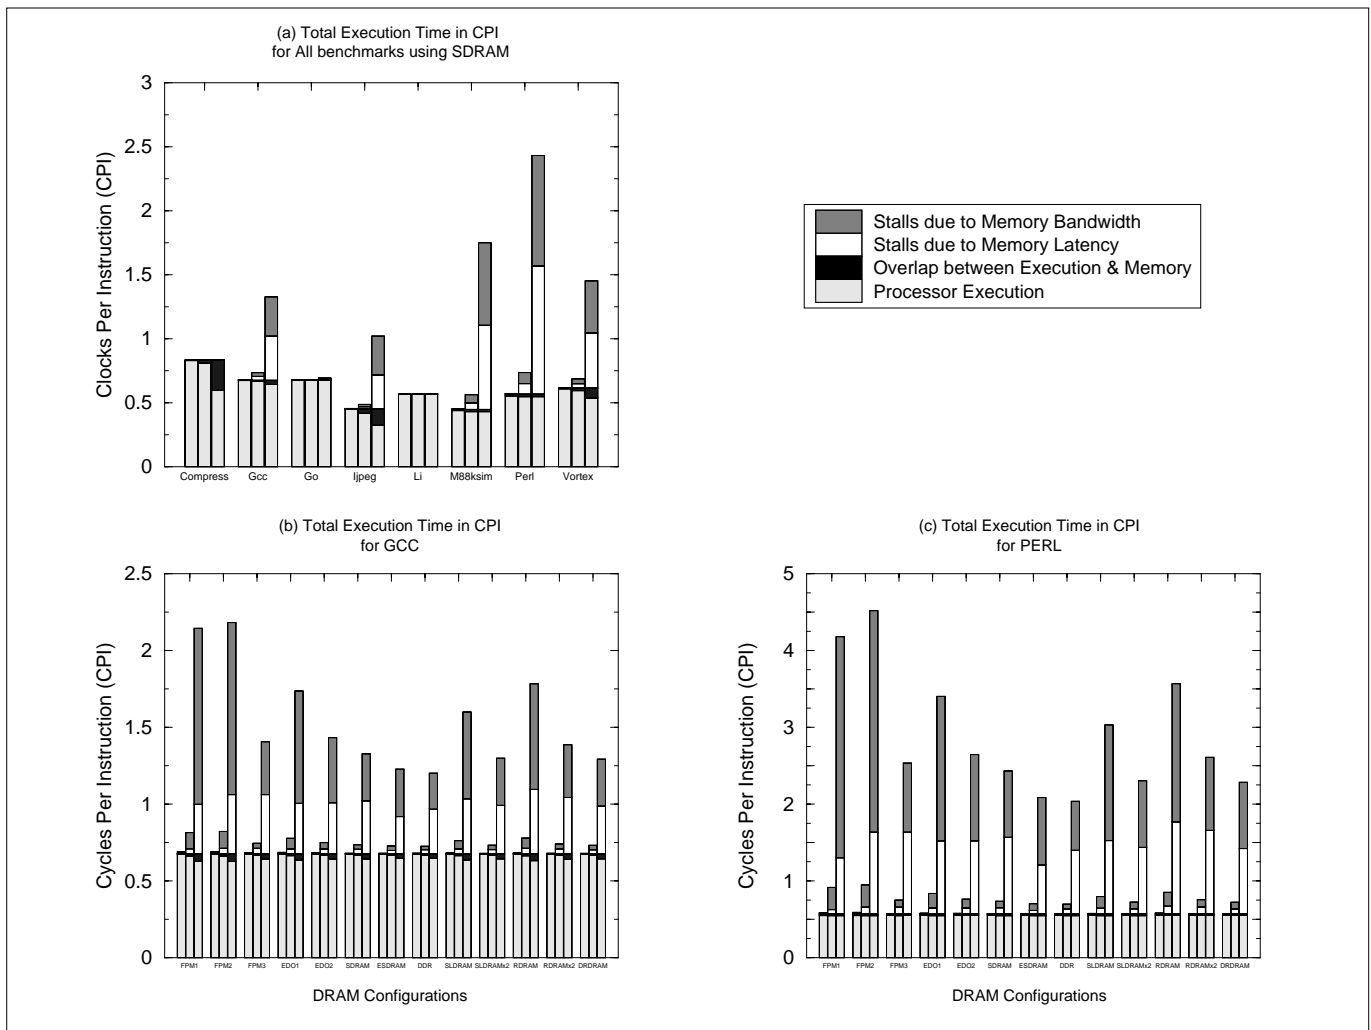 (a) Total Execution Time in CPI
for All benchmarks using SDRAM
3
2.5
2
1.5
1
0.5
0
Clocks Per Instruction (CPI)
Compress Gcc Go Ijpeg Li M88ksim Perl Vortex
Stalls due to Memory Bandwidth
Stalls due to Memory Latency
Overlap between Execution & Memory
Processor Execution
(b) Total Execution Time in CPI
for GCC
2.5
2
1.5
1
0.5
0
Cycles Per Instruction (CPI)
FPM1 FPM2 FPM3 EDO1 EDO2 SDRAM ESDRAM DDR SLDRAM SLDRAMx2 RDRAM RDRAMx2 DRDRAM
DRAM Configurations
(c) Total Execution Time in CPI
for PERL
5
4
3
2
1
0
Cycles Per Instruction (CPI)
FPM1 FPM2 FPM3 EDO1 EDO2 SDRAM ESDRAM DDR SLDRAM SLDRAMx2 RDRAM RDRAMx2 DRDRAM
DRAM Configurations